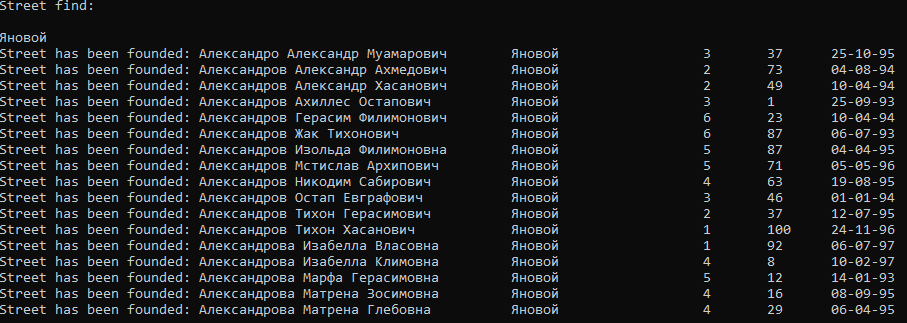 Street find:
Яновой
Street has been founded: Александро Александр Муамарович Яновой 3 37 25-10-95
Street has been founded: Александров Александр Ахмедович Яновой 2 73 04-08-94
Street has been founded: Александров Александр Хасанович Яновой 2 49 10-04-94
Street has been founded: Александров Ахиллес Остапович Яновой 3 1 25-09-93
Street has been founded: Александров Герасим Филимонович Яновой 6 23 10-04-94
Street has been founded: Александров Жак Тихонович Яновой 6 87 06-07-93
Street has been founded: Александров Изольда Филимоновна Яновой 5 87 04-04-95
Street has been founded: Александров Мстислав Архипович Яновой 5 71 05-05-96
Street has been founded: Александров Никодим Сабирович Яновой 4 63 19-08-95
Street has been founded: Александров Остап Евграфович Яновой 3 46 01-01-94
Street has been founded: Александров Тихон Герасимович Яновой 2 37 12-07-95
Street has been founded: Александров Тихон Хасанович Яновой 1 100 24-11-96
Street has been founded: Александрова Изабелла Власовна Яновой 1 92 06-07-97
Street has been founded: Александрова Изабелла Климовна Яновой 4 8 10-02-97
Street has been founded: Александрова Марфа Герасимовна Яновой 5 12 14-01-93
Street has been founded: Александрова Матрена Зосимовна Яновой 4 16 08-09-95
Street has been founded: Александрова Матрена Глебовна Яновой 4 29 06-04-95